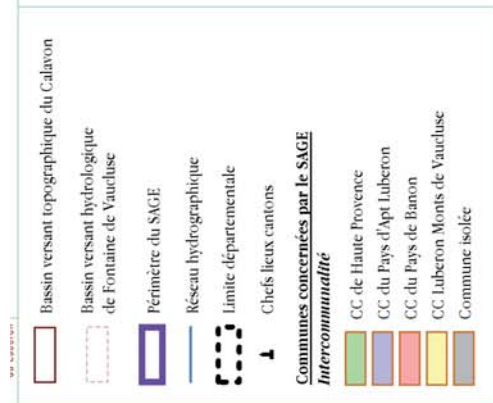 Bassin versant topographique du Calavon
Bassin versant hydrologique
de Fontaine de Vaucluse
Périmètre du SAGE
Réseau hydrographique
Limite départementale
Chefs lieux cantons
Communes concernées par le SAGE
Intercommunalité
CC de Haute Provence
CC du Pays d'Apt Luberon
CC du Pays de Banon
CC Luberon Monts de Vaucluse
Commune isolée